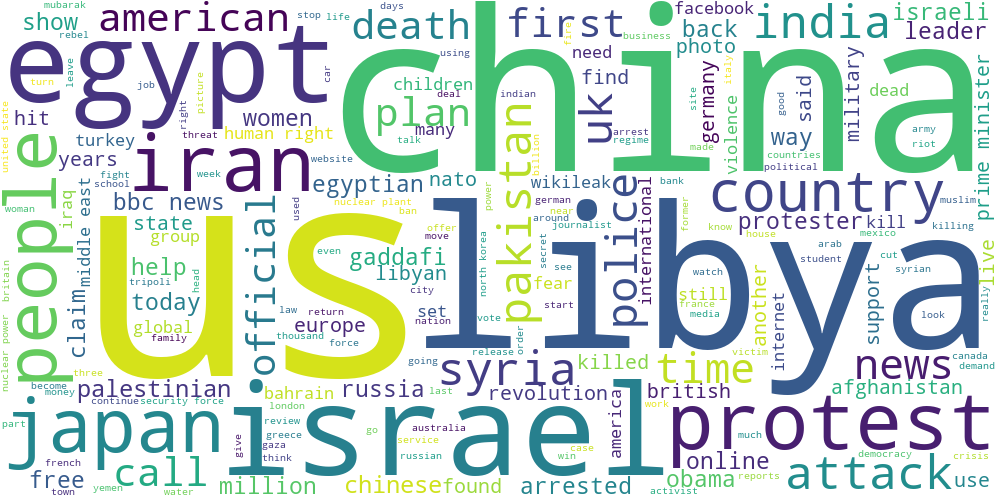 mubarak
days
stop
life
facebook
american
death
first
india
israeli
show
rebel
back
leader
using
fire
business
need
photo
egypt
china
leave
car
turn
job
picture
hit
right
women
children
deal
indian
find
uk
germany
site
italy
good
said
military
dead
plan
way
army
riot
turkey
threat
human right
many
talk
arrest
regime
violence
made
countries
political
prime minister
united state
years
iran
website
people
fight
school
week
egyptian
nato
pakistan
wikileak
billion
bank
country
muslim
woman
iraq
middle east
bbc news
used
nuclear plant
ban
power
german
near
around
journalist
international
former
protester
kill
killing
state
group
official
us
libya
offer
move
know
house
mexico
even
gaddafi
police
secret
see
arab
student
cut
syrian
help
head
tripoli
libyan
city
north korea
fear
watch
live
claim
today
still
france
media
another
internet
support
really
law
return
set
nation
start
vote
order
look
global
family
thousand
force
europe
britain
nuclear power
going
release
victim
canada
demand
three
become
money
syria
killed
time
news
palestinian
bahrain
russia
last
revolution
british
work
afghanistan
continue
security force
london
japan
israel
protest
part
review
greece
gaza
think
give
go
australia
service
russian
win
case
america
much
online
democracy
crisis
french
town
free
call
yemen
water
million
chinese
found
arrested
activist
obama
reports
attack
use